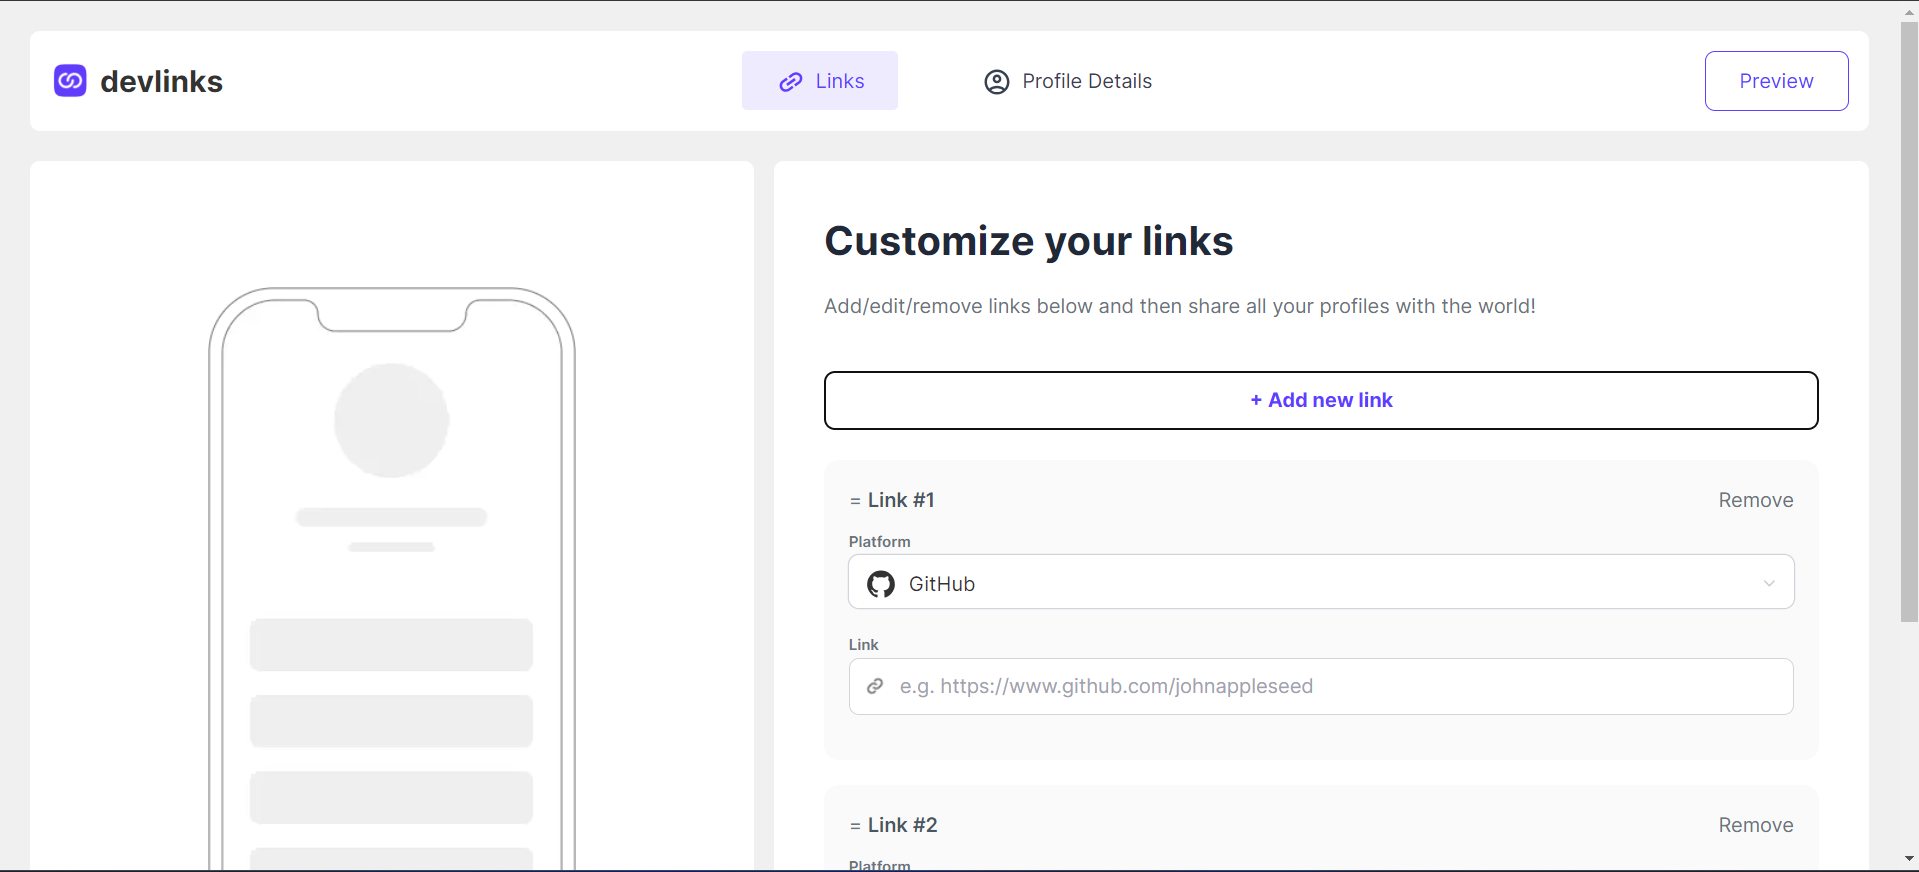 devlinks
Links
Profile Details
Preview
Customize your links
Add/edit/remove links below and then share all your profiles with the world!
+ Add new link
= Link #1
Remove
Platform
GitHub
Link
e.g. https://www.github.com/johnappleseed
= Link #2
Remove
Platform